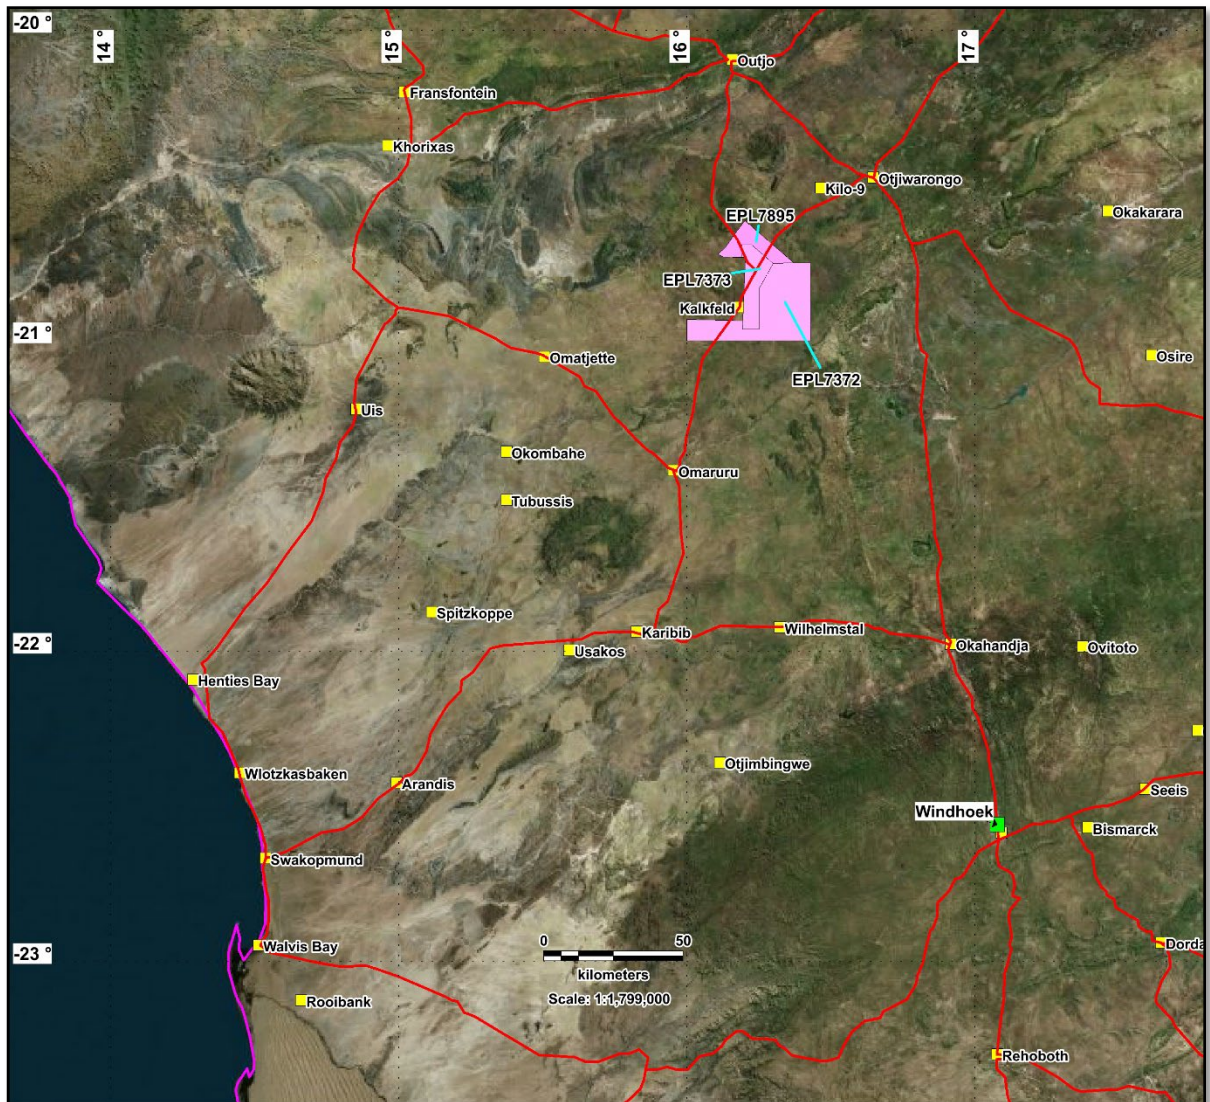 -20 °
14 °
15 °
16 °
17 °
Outjo
Fransfontein
Khorixas
Otjiwarongo
Kilo-9
Okakarara
EPL7895
EPL7373
Kalkfeld
-21 °
Omatjette
Osire
EPL7372
Uis
Okombahe
Omaruru
Tubussis
Spitzkoppe
Karibib
Wilhelmstal
-22 °
Usakos
Okahandja
Ovitoto
Henties Bay
Otjimbingwe
Wlotzkasbaken
Arandis
Seeis
Windhoek
Bismarck
Swakopmund
Walvis Bay
-23 °
0 50
kilometers
Scale: 1:1,799,000
Dorda
Rooibank
Rehoboth